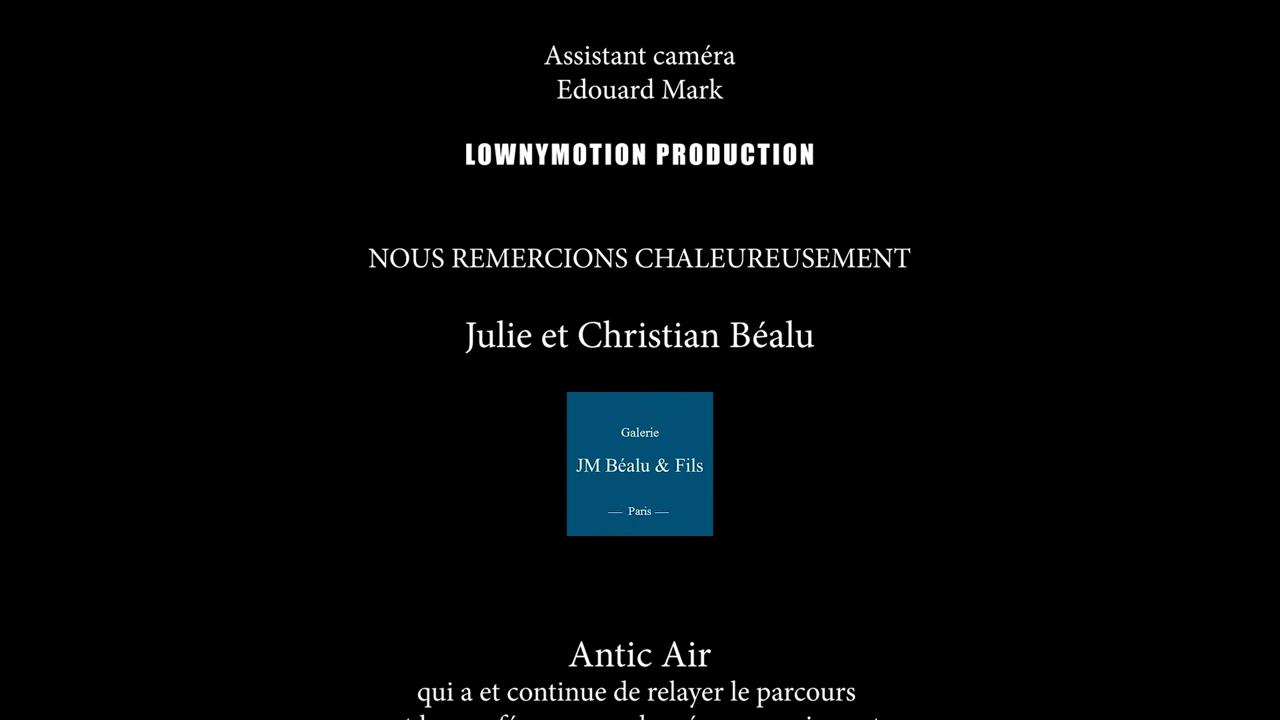 Assistant caméra
Edouard Mark
LOWNYMOTION PRODUCTION
NOUS REMERCIONS CHALEUREUSEMENT
Julie et Christian Béalu
Galerie
JM Béalu & Fils
— Paris —
Antic Air
qui a et continue de relayer le parcours